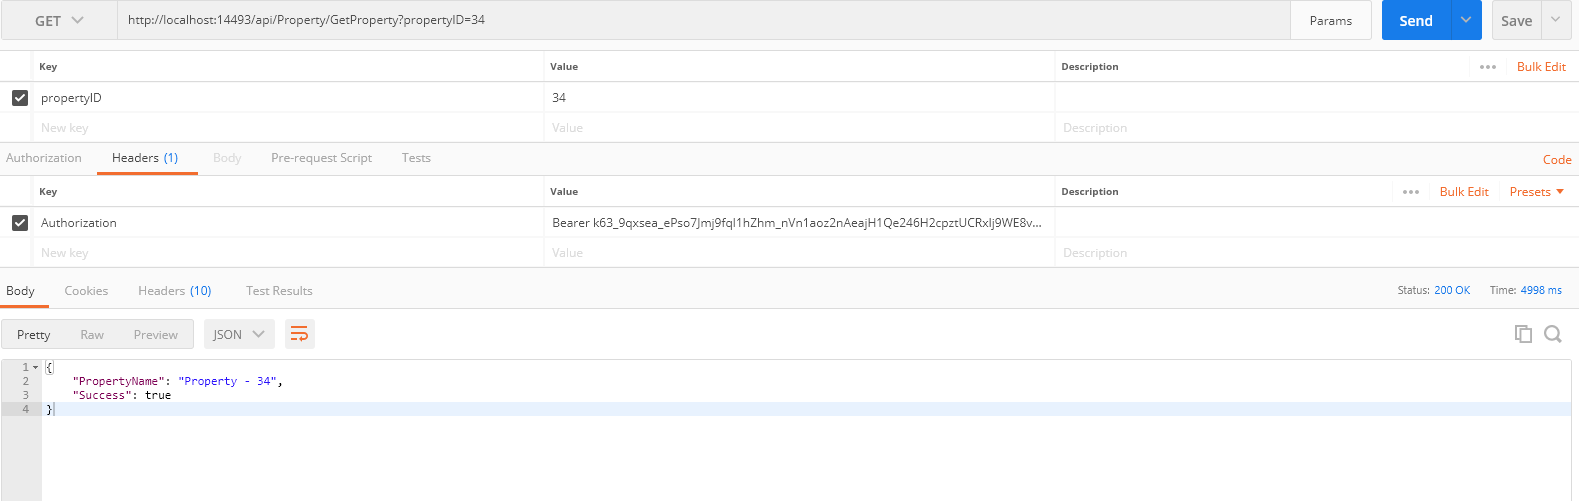 GET http://localhost:14493/api/Property/GetProperty?propertyID=34 Params Send Save
Key Value Description ••• Bulk Edit
propertyID 34
New key Value Description
Authorization Headers (1) Body Pre-request Script Tests Code
Key Value Description ••• Bulk Edit Presets
Authorization Bearer k63_9qxsea_ePso7Jmj9fql1hZhm_nVn1aoz2nAeajH1Qe246H2cpztUCRxlj9WE8v...
New key Value Description
Body Cookies Headers (10) Test Results Status: 200 OK Time: 4998 ms
Pretty Raw Preview JSON
1 {
2 "PropertyName": "Property - 34",
3 "Success": true
4 }